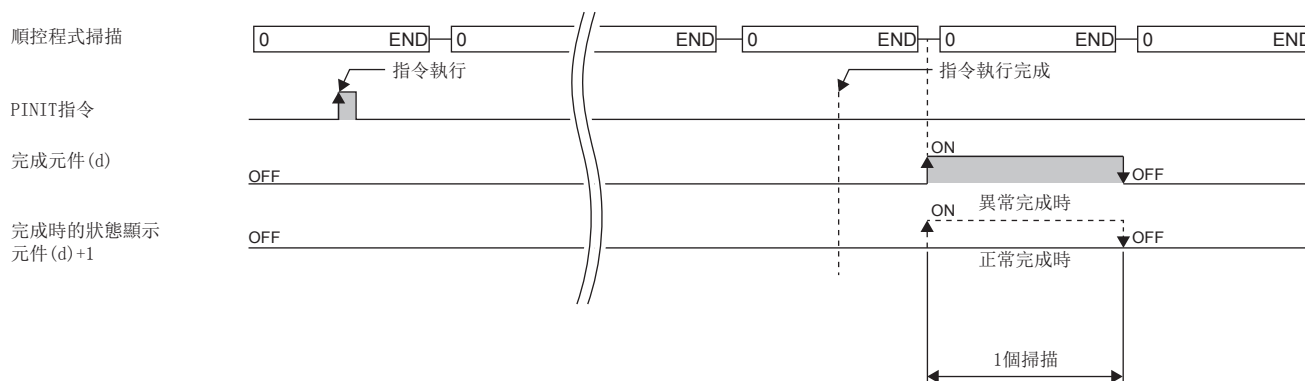 順控程式掃描
0 END 0 END 0 END 0 END 0 END
指令執行
指令執行完成
PINIT指令
完成元件(d)
OFF
ON
OFF
異常完成時
完成時的狀態顯示
元件(d)+1
OFF
ON
OFF
正常完成時
1個掃描